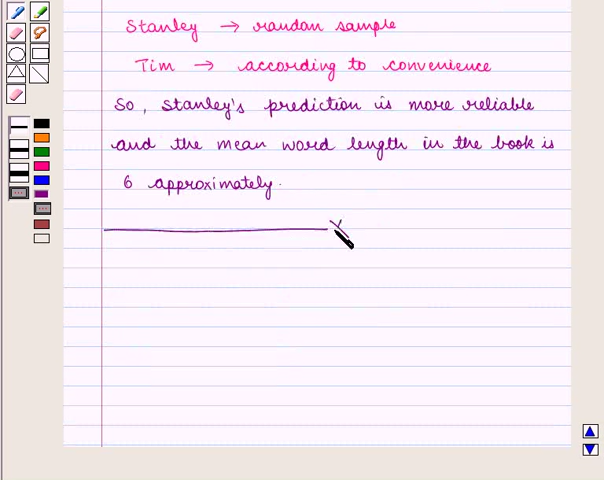 Stanley → random sample
Tim → according to convenience
So, Stanley's prediction is more reliable
and the mean word length in the book is
6 approximately.